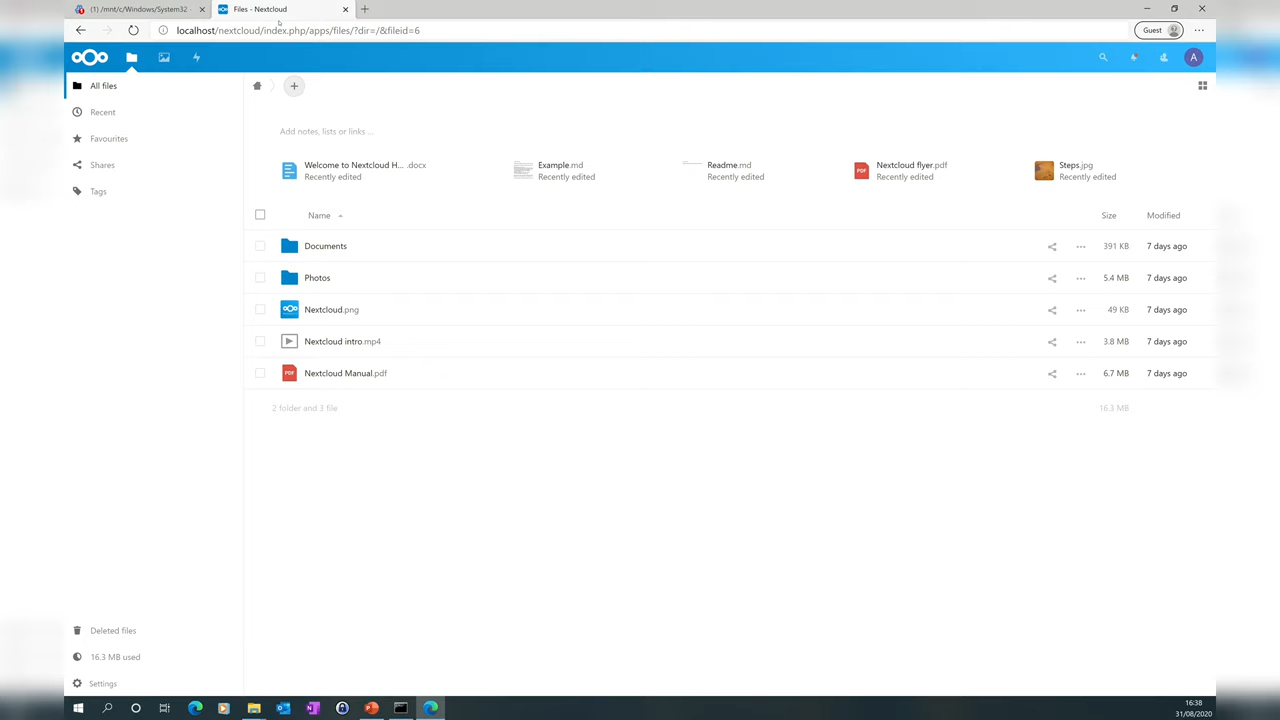 (1) /mnt/c/Windows/System32
Files - Nextcloud
localhost/nextcloud/index.php/apps/files/?dir=/&fileid=6
Guest
A
All files
Recent
Favourites
Shares
Tags
Add notes, lists or links ...
Welcome to Nextcloud H... .docx
Recently edited
Example.md
Recently edited
Readme.md
Recently edited
PDF
Nextcloud flyer.pdf
Recently edited
Steps.jpg
Recently edited
Name
Size
Modified
Documents
391 KB
7 days ago
Photos
5.4 MB
7 days ago
Nextcloud.png
49 KB
7 days ago
Nextcloud intro.mp4
3.8 MB
7 days ago
PDF
Nextcloud Manual.pdf
6.7 MB
7 days ago
2 folder and 3 file
16.3 MB
Deleted files
16.3 MB used
Settings
16:38
31/08/2020